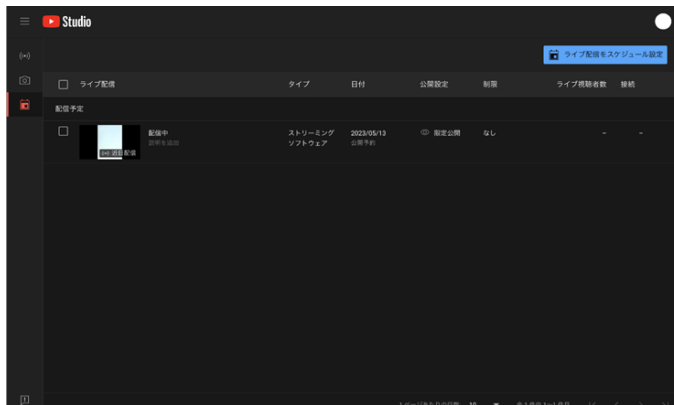 Studio
ライブ配信をスケジュール設定
ライブ配信 タイプ 日付 公開設定 制限 ライブ視聴者数 接続
配信予定
配信中 ストリーミング 2023/05/13 限定公開 なし – –
説明を追加 ソフトウェア 公開予約